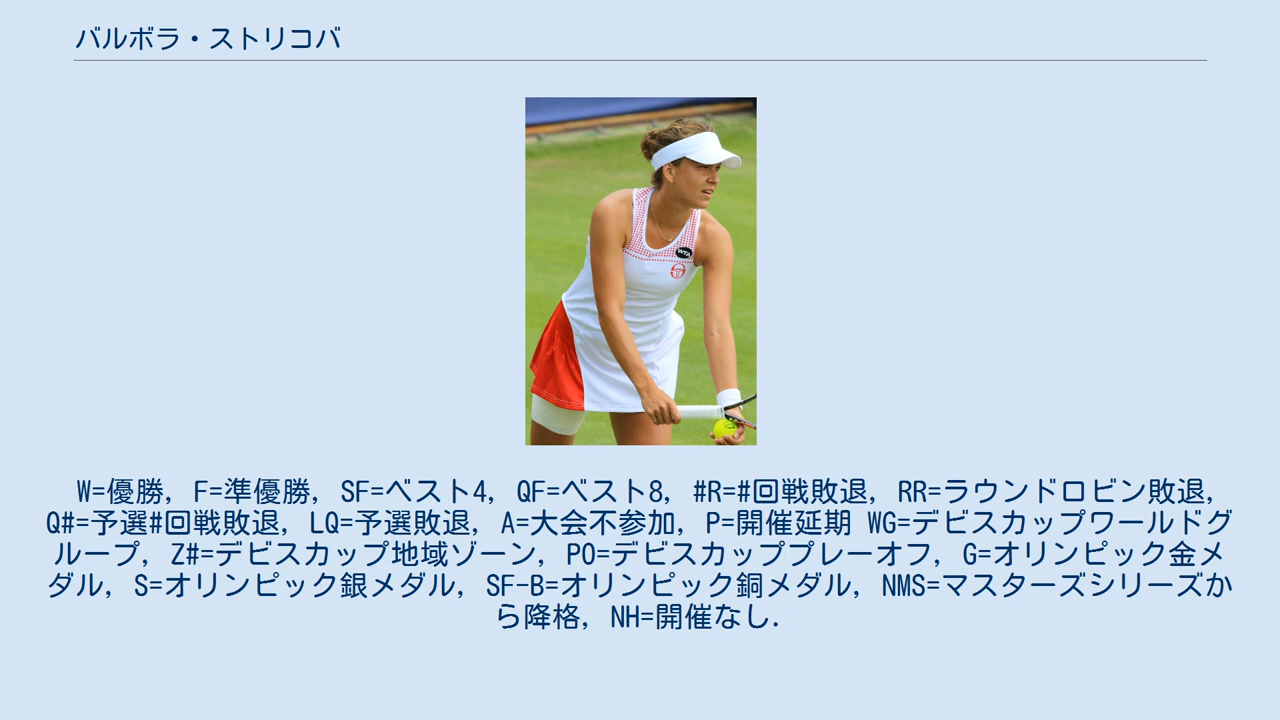 バルボラ・ストリコバ
WTA
W=優勝, F=準優勝, SF=ベスト4, QF=ベスト8, #R=#回戦敗退, RR=ラウンドロビン敗退,
Q#=予選#回戦敗退, LQ=予選敗退, A=大会不参加, P=開催延期 WG=デビスカップワールドグ
ループ, Z#=デビスカップ地域ゾーン, PO=デビスカッププレーオフ, G=オリンピック金メ
ダル, S=オリンピック銀メダル, SF-B=オリンピック銅メダル, NMS=マスターズシリーズか
ら降格, NH=開催なし.